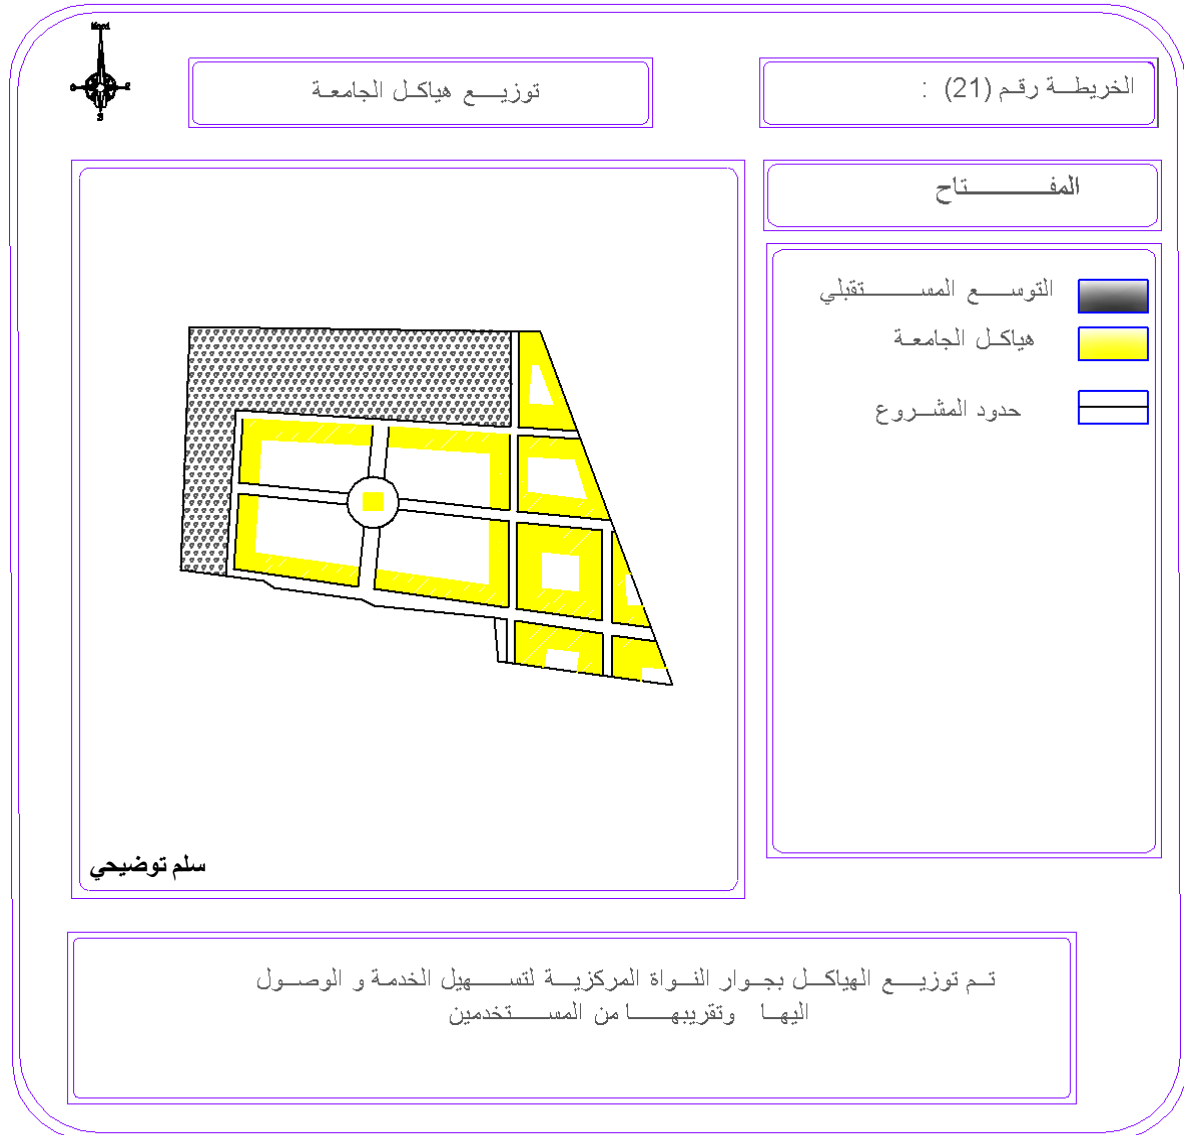 Nord
الخريطة رقم (21) :
توزيع هياكل الجامعة
المفتاح
التوسع المستقبلي
هياكل الجامعة
حدود المشروع
سلم توضيحي
تم توزيع الهياكل بجوار النواة المركزية لتسهيل الخدمة و الوصول
اليها وتقريبها من المستخدمين